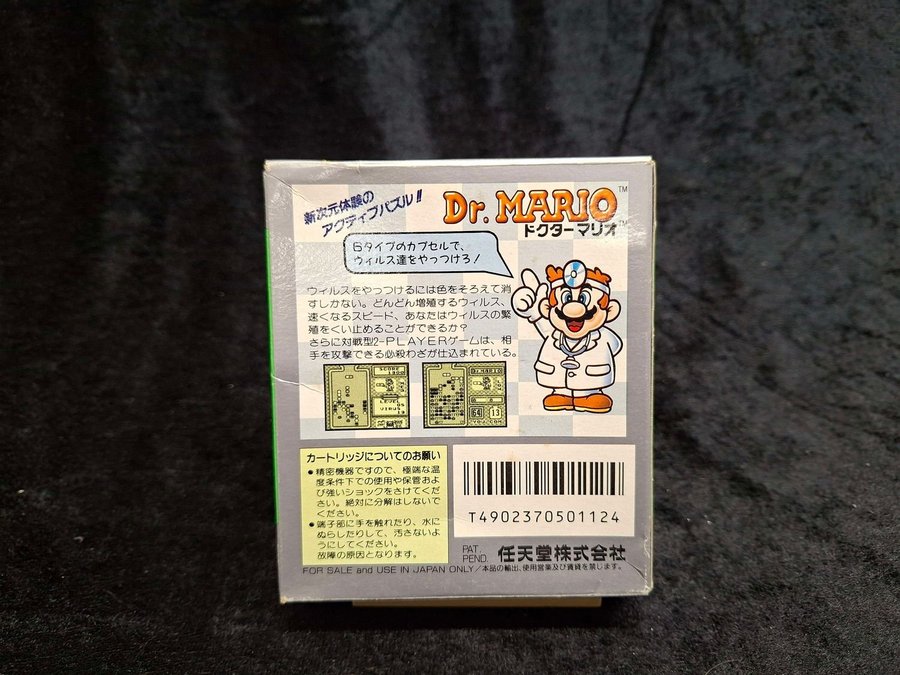 新次元体験の
アクティブパズル!!
Dr. MARIO™
ドクターマリオ™
6タイプのカプセルで、
ウィルス達をやっつけろ!
ウィルスをやっつけるには色をそろえて消
すしかない。どんどん増殖するウィルス、
速くなるスピード、あなたはウィルスの繁
殖をくい止めることができるか?
さらに対戦型2-PLAYERゲームは、相
手を攻撃できる必殺わざが仕込まれている。
SCORE
LEVEL
VIRUS
Dr.MARIO
64 13
YOU COM
カートリッジについてのお願い
●精密機器ですので、極端な温
度条件下での使用や保管およ
び強いショックをさけてくだ
さい。絶対に分解はしないで
ください。
●端子部に手を触れたり、水に
ぬらしたりして、汚さないよ
うにしてください。
故障の原因となります。
T4902370501124
PAT.
PEND.
任天堂株式会社
FOR SALE and USE IN JAPAN ONLY/本品の輸出、使用営業及び賃貸を禁じます。